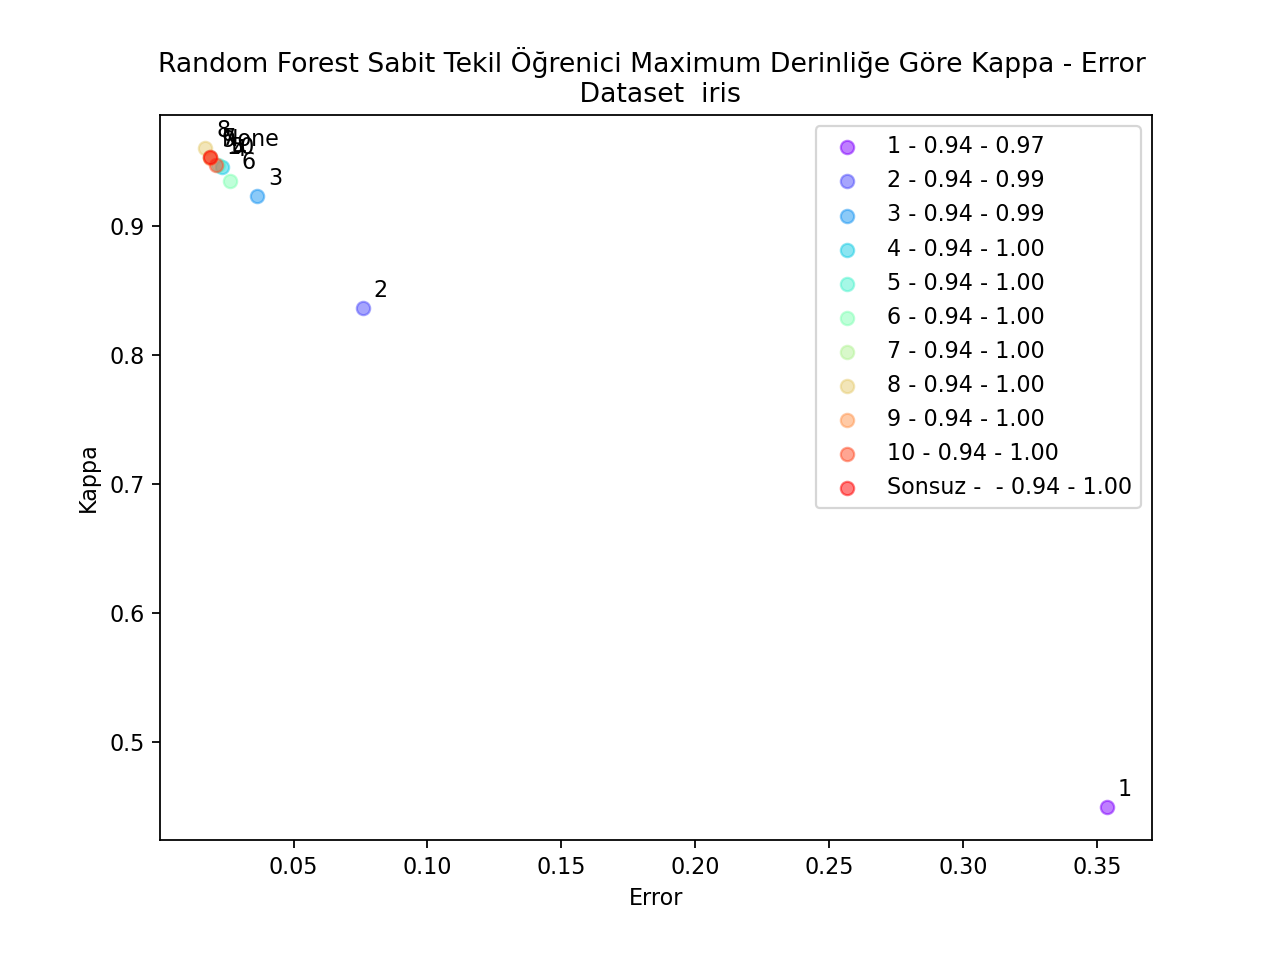 Random Forest Sabit Tekil Öğrenici Maximum Derinliğe Göre Kappa - Error
Dataset  iris
8
None
6
3
2
1
1 - 0.94 - 0.97
2 - 0.94 - 0.99
3 - 0.94 - 0.99
4 - 0.94 - 1.00
5 - 0.94 - 1.00
6 - 0.94 - 1.00
7 - 0.94 - 1.00
8 - 0.94 - 1.00
9 - 0.94 - 1.00
10 - 0.94 - 1.00
Sonsuz -  - 0.94 - 1.00
Kappa
0.9
0.8
0.7
0.6
0.5
0.05 0.10 0.15 0.20 0.25 0.30 0.35
Error